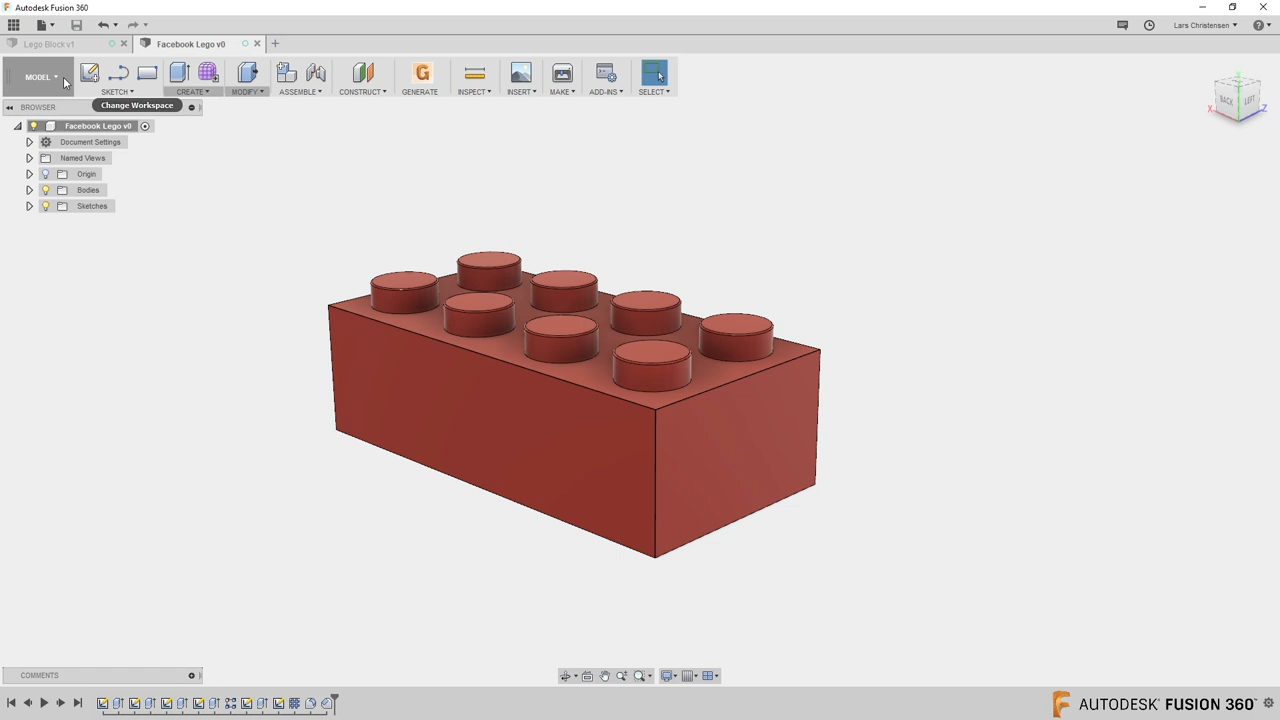 Autodesk Fusion 360
Lars Christensen
Lego Block v1
Facebook Lego v0
MODEL
SKETCH
CREATE
MODIFY
ASSEMBLE
CONSTRUCT
G
GENERATE
INSPECT
INSERT
MAKE
ADD-INS
SELECT
Change Workspace
BROWSER
BACK
LEFT
X
Z
Facebook Lego v0
Document Settings
Named Views
Origin
Bodies
Sketches
COMMENTS
AUTODESK® FUSION 360™